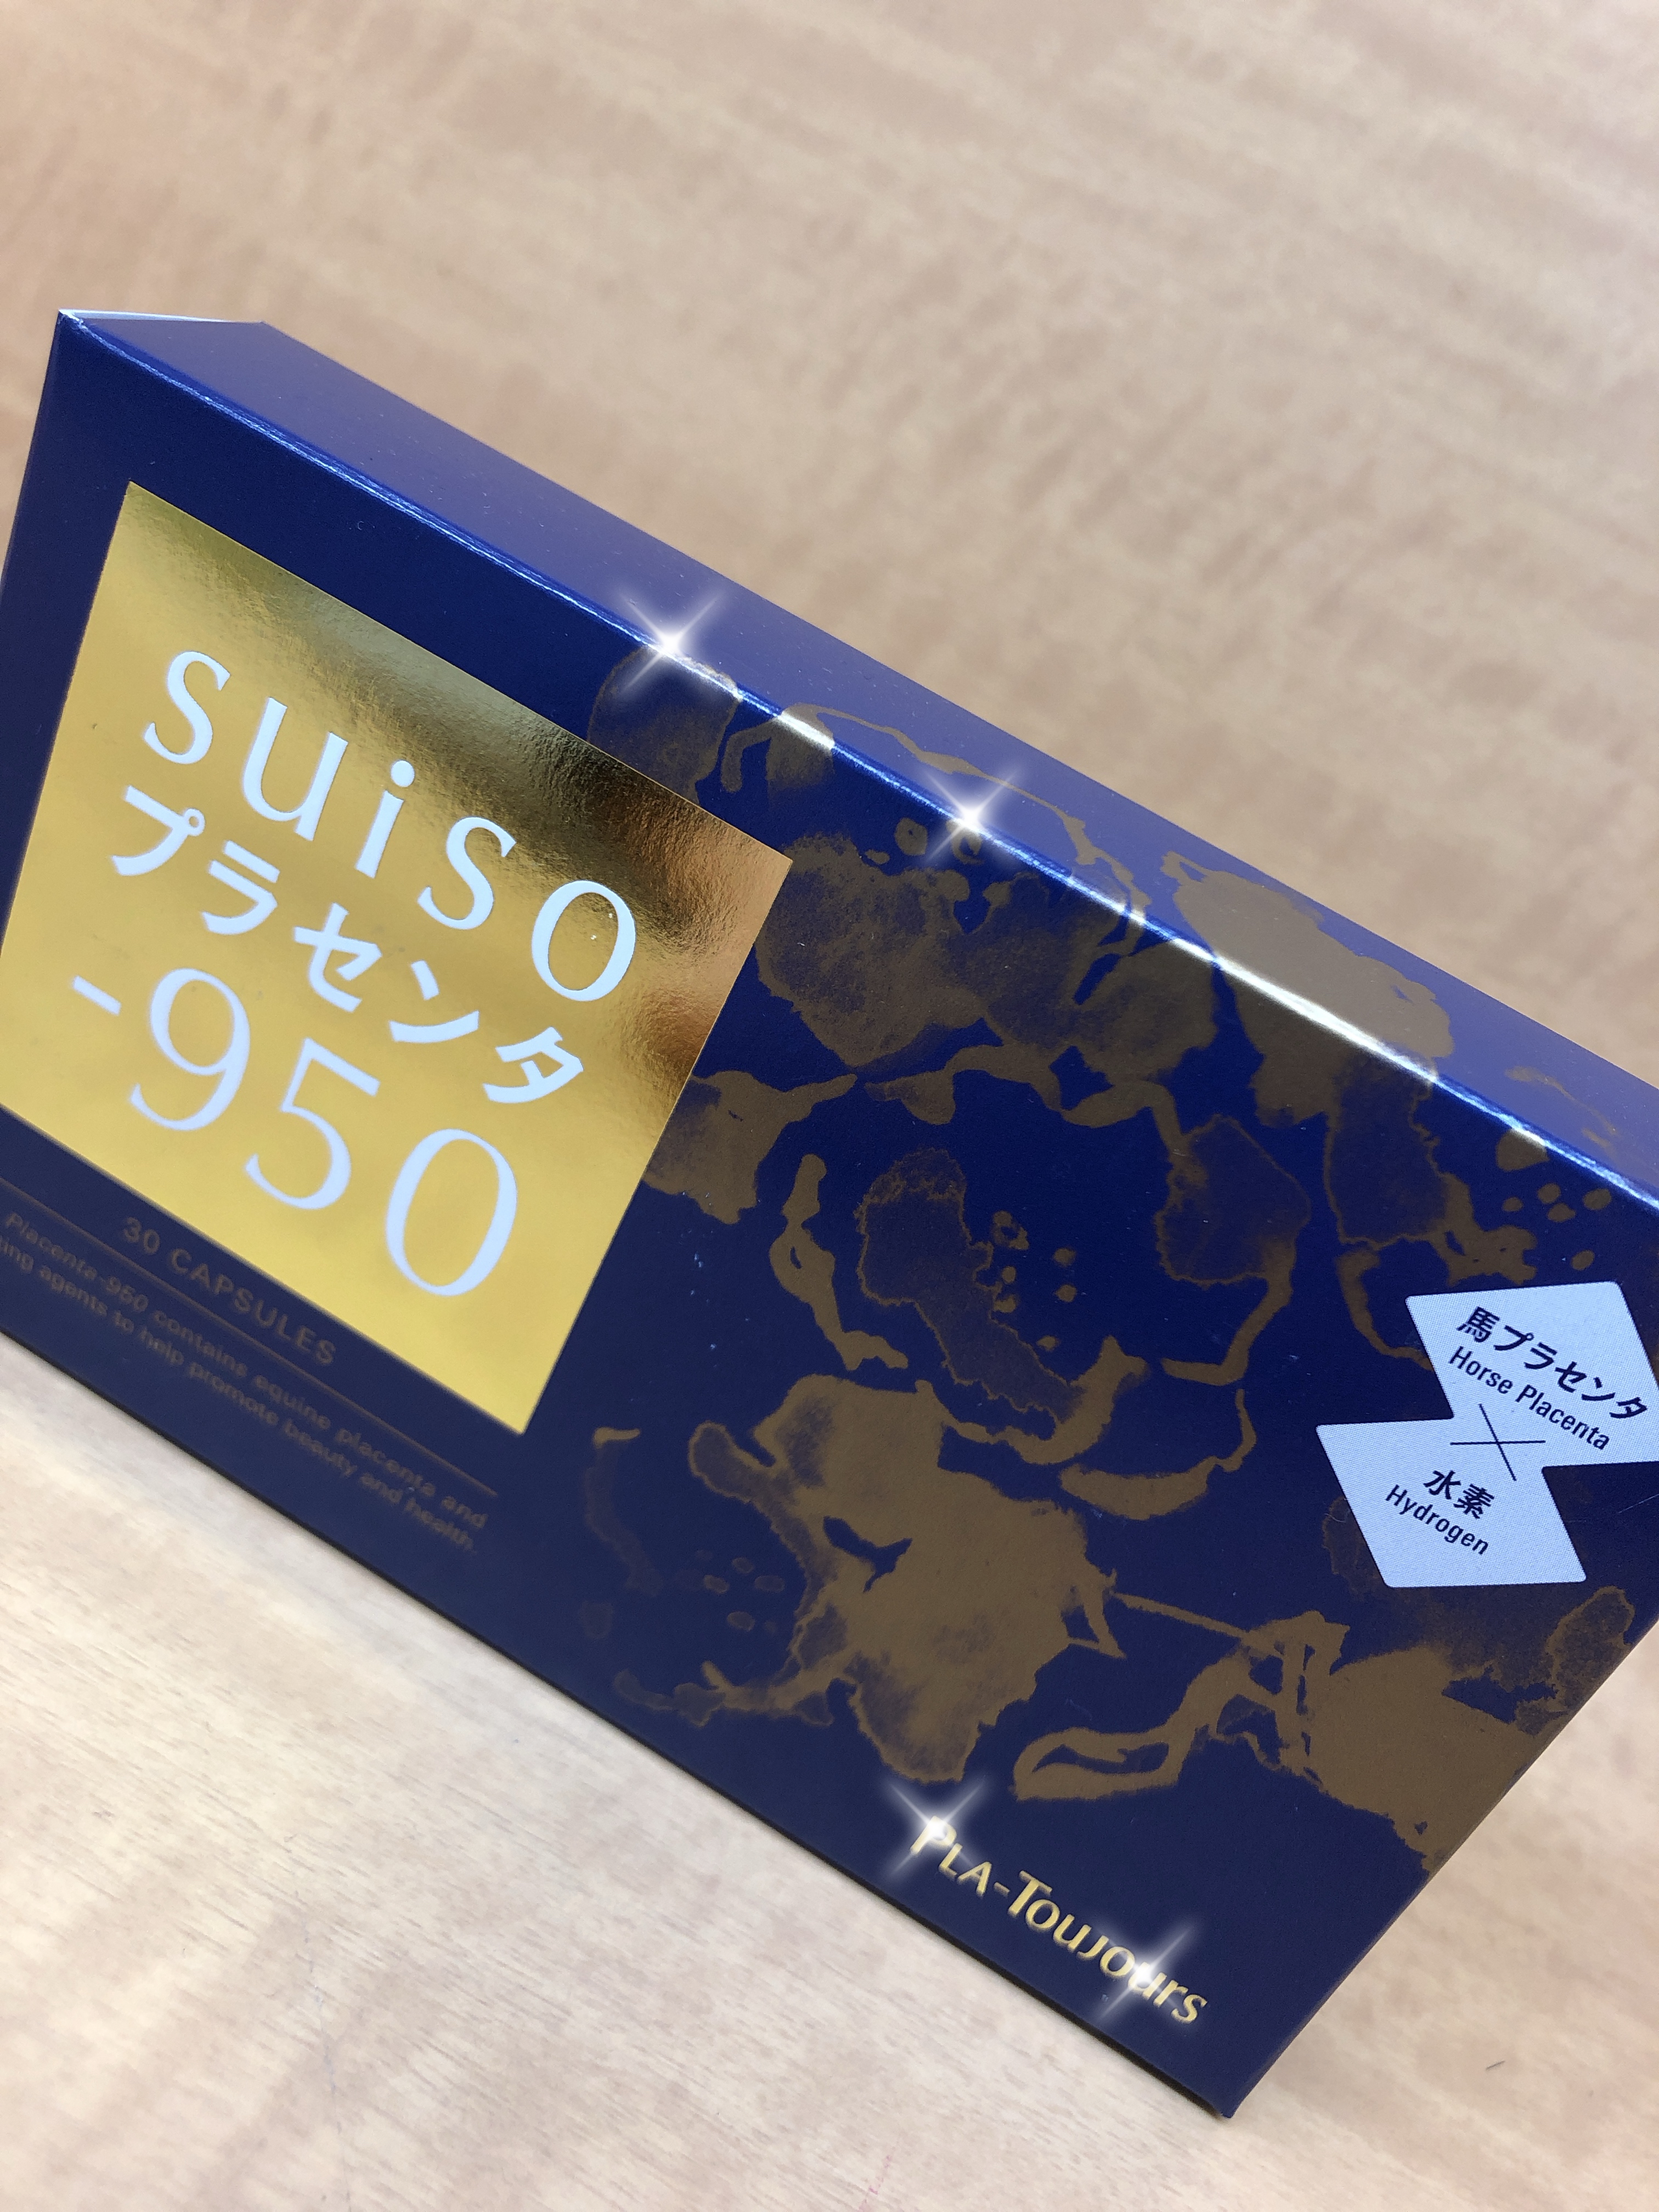 suiso
プラセンタ
-950
30 CAPSULES
Placenta-950 contains equine placenta and
agents to help promote beauty and health.
馬プラセンタ
Horse Placenta
水素
Hydrogen
PLA-Toujours